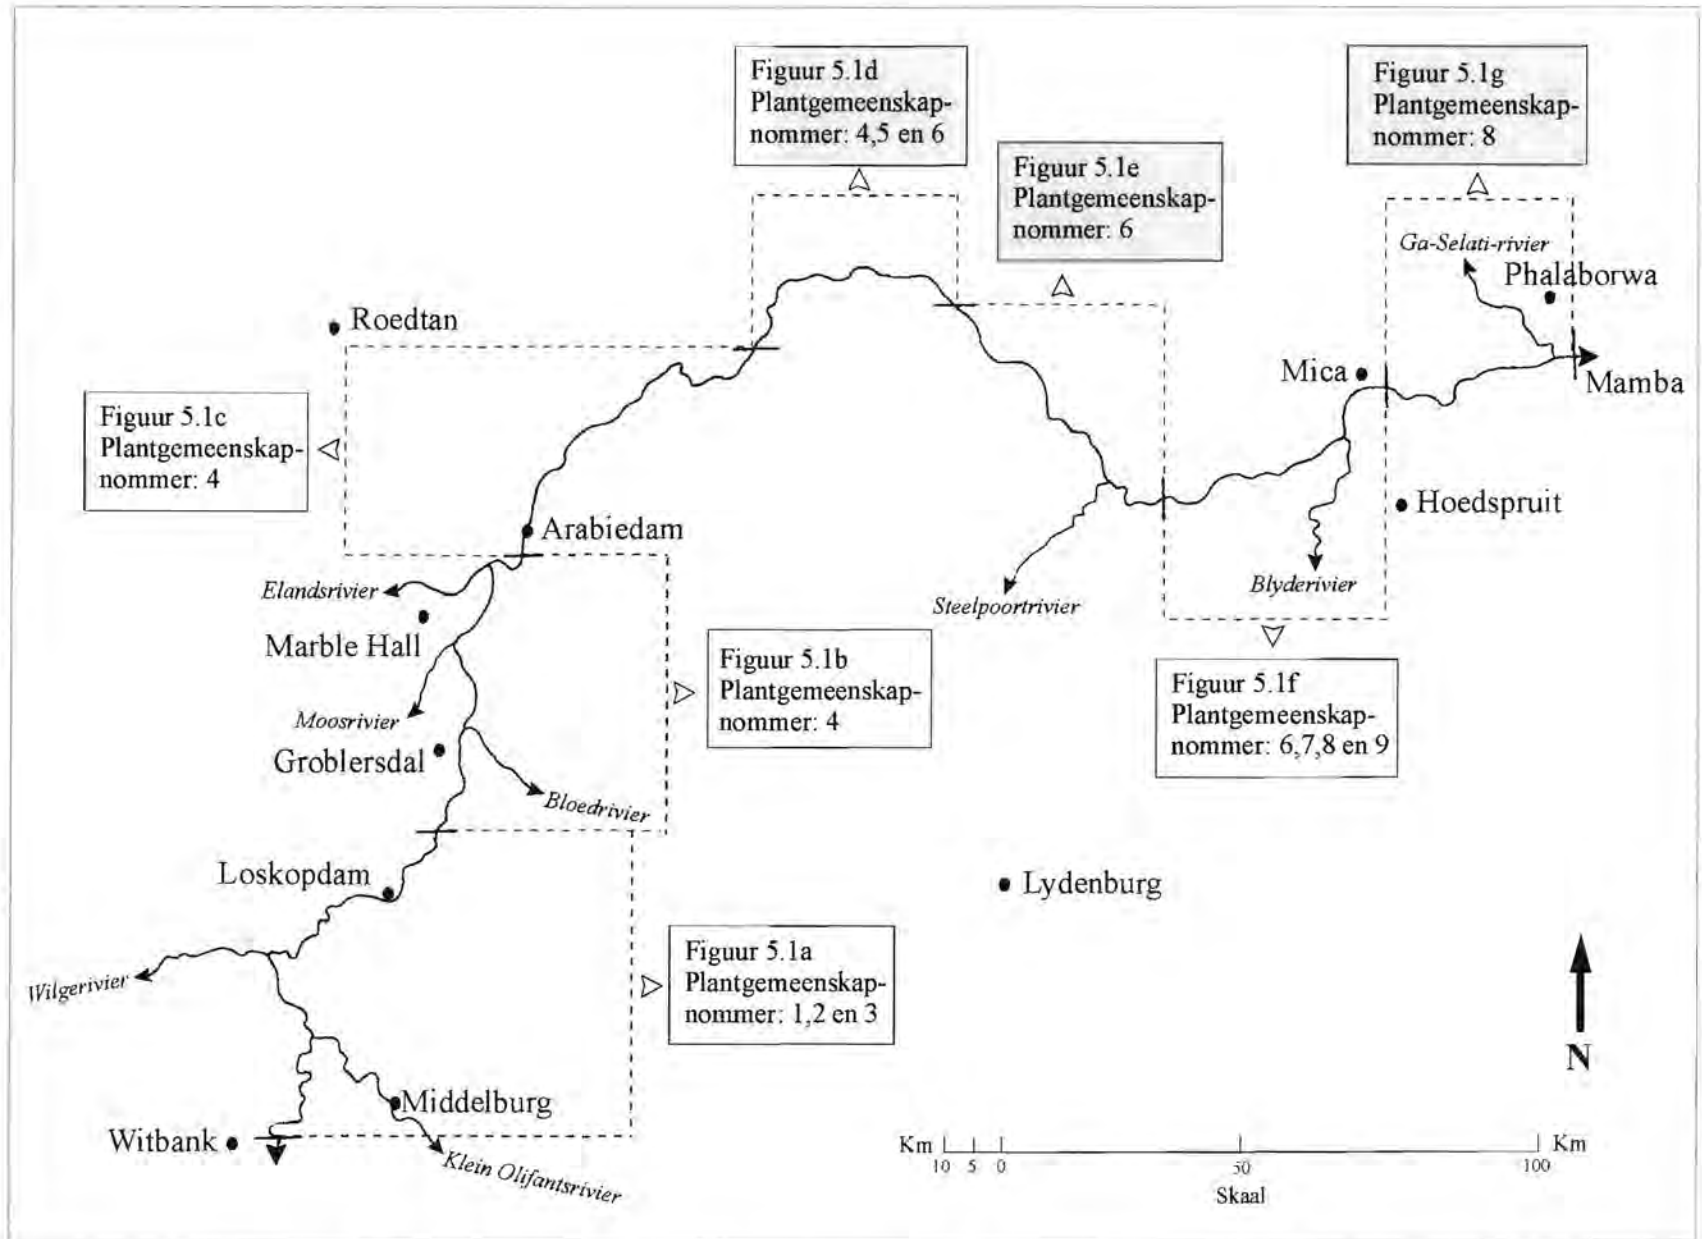 Figuur 5.1d
Plantgemeenskap-
nommer: 4,5 en 6
Figuur 5.1g
Plantgemeenskap-
nommer: 8
Figuur 5.1e
Plantgemeenskap-
nommer: 6
Ga-Selati-rivier
Phalaborwa
Roedtan
Mica
Mamba
Figuur 5.1c
Plantgemeenskap-
nommer: 4
Hoedspruit
Arabiedam
Elandsrivier
Blyderivier
Steelpoortrivier
Marble Hall
Figuur 5.1b
Plantgemeenskap-
nommer: 4
Figuur 5.1f
Plantgemeenskap-
nommer: 6,7,8 en 9
Moosrivier
Groblersdal
Bloedrivier
Loskopdam
Lydenburg
Figuur 5.1a
Plantgemeenskap-
nommer: 1,2 en 3
Wilgerivier
N
Middelburg
Witbank
Klein Olifantsrivier
Km Km
10 5 0 50 100
Skaal